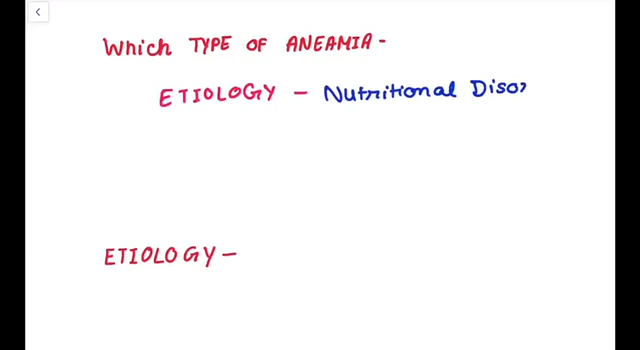 Which TYPE OF ANEAMIA -
ETIOLOGY - Nutritional Diso
ETIOLOGY -